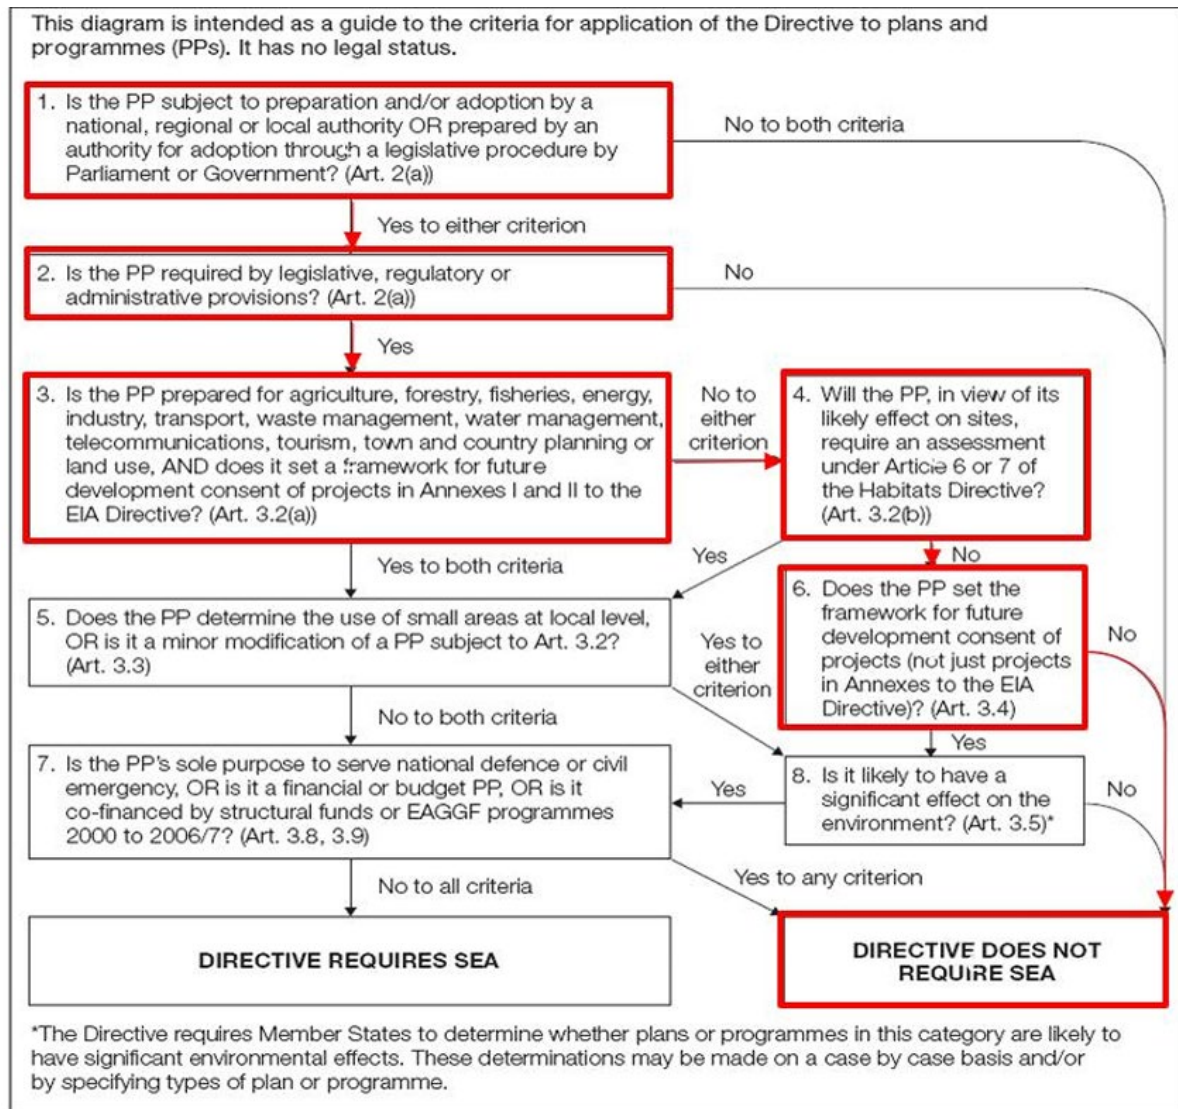 This diagram is intended as a guide to the criteria for application of the Directive to plans and
programmes (PPs). It has no legal status.
1. Is the PP subject to preparation and/or adoption by a
national, regional or local authority OR prepared by an
authority for adoption through a legislative procedure by
Parliament or Government? (Art. 2(a))
No to both criteria
Yes to either criterion
2. Is the PP required by legislative, regulatory or
administrative provisions? (Art. 2(a))
No
Yes
3. Is the PP prepared for agriculture, forestry, fisheries, energy,
industry, transport, waste management, water management,
telecommunications, tourism, town and country planning or
land use, AND does it set a framework for future
development consent of projects in Annexes I and II to the
EIA Directive? (Art. 3.2(a))
No to
either
criterion
4. Will the PP, in view of its
likely effect on sites,
require an assessment
under Article 6 or 7 of
the Habitats Directive?
(Art. 3.2(b))
Yes to both criteria
Yes
No
5. Does the PP determine the use of small areas at local level,
OR is it a minor modification of a PP subject to Art. 3.2?
(Art. 3.3)
Yes to
either
criterion
6. Does the PP set the
framework for future
development consent of
projects (not just projects
in Annexes to the EIA
Directive)? (Art. 3.4)
No
No to both criteria
Yes
7. Is the PP's sole purpose to serve national defence or civil
emergency, OR is it a financial or budget PP, OR is it
co-financed by structural funds or EAGGF programmes
2000 to 2006/7? (Art. 3.8, 3.9)
Yes
8. Is it likely to have a
significant effect on the
environment? (Art. 3.5)*
No
No to all criteria
Yes to any criterion
DIRECTIVE REQUIRES SEA
DIRECTIVE DOES NOT
REQUIRE SEA
*The Directive requires Member States to determine whether plans or programmes in this category are likely to
have significant environmental effects. These determinations may be made on a case by case basis and/or
by specifying types of plan or programme.